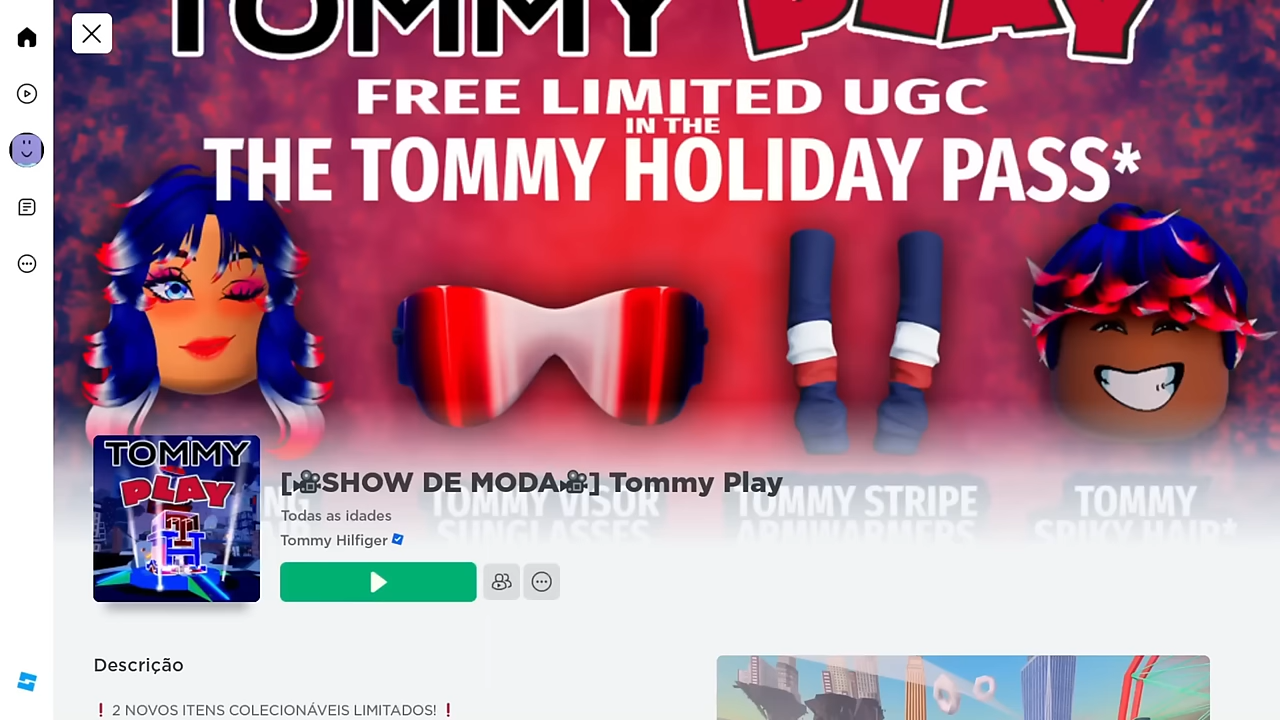 TOMMY PLAY
FREE LIMITED UGC
IN THE
THE TOMMY HOLIDAY PASS*
TOMMY
PLAY
TH
[🎥SHOW DE MODA🎥] Tommy Play
TOMMY VISOR
SUNGLASSES
TOMMY STRIPE
TOMMY
SPIKY HAIR*
Todas as idades
Tommy Hilfiger
Descrição
❗ 2 NOVOS ITENS COLECIONÁVEIS LIMITADOS! ❗